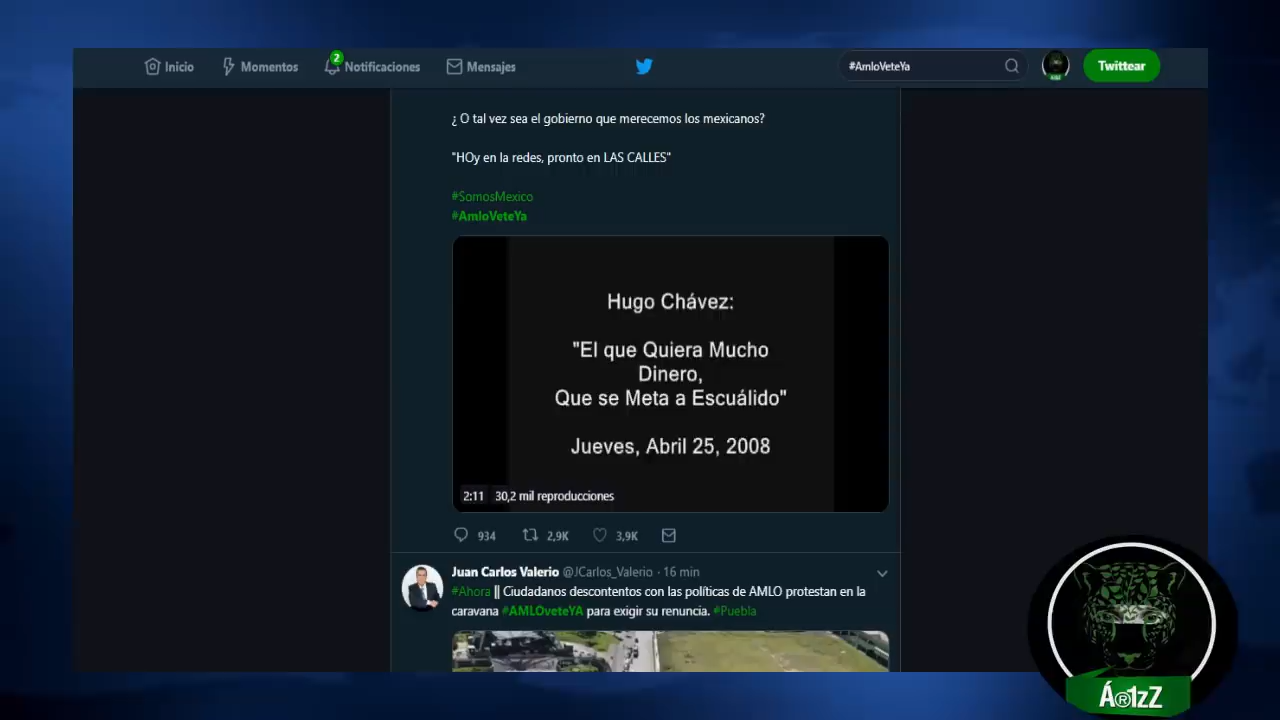 Inicio
Momentos
2
Notificaciones
Mensajes
#AmloVeteYa
Twittear
¿ O tal vez sea el gobierno que merecemos los mexicanos?
"HOy en la redes, pronto en LAS CALLES"
#SomosMexico
#AmloVeteYa
Hugo Chávez:
"El que Quiera Mucho
Dinero,
Que se Meta a Escuálido"
Jueves, Abril 25, 2008
2:11 30,2 mil reproducciones
934 2,9K 3,9K
Juan Carlos Valerio @JCarlos_Valerio · 16 min
#Ahora || Ciudadanos descontentos con las políticas de AMLO protestan en la
caravana #AMLOveteYA para exigir su renuncia. #Puebla
Á®1zZ